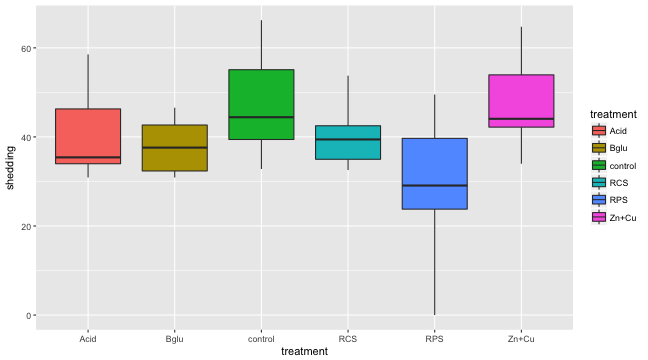 shedding
60
40
20
0
Acid
Bglu
control
RCS
RPS
Zn+Cu
treatment
treatment
Acid
Bglu
control
RCS
RPS
Zn+Cu